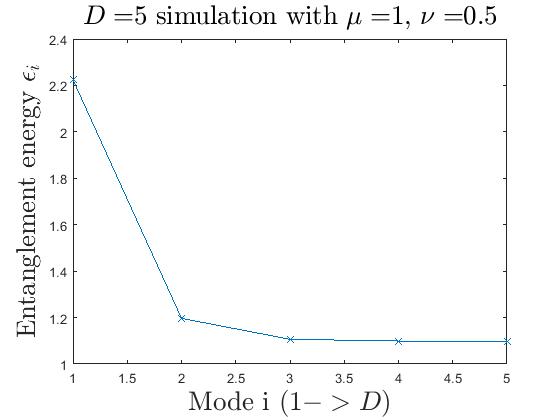 D =5 simulation with μ =1, ν =0.5
Entanglement energy ϵᵢ
2.4
2.2
2
1.8
1.6
1.4
1.2
1
1 1.5 2 2.5 3 3.5 4 4.5 5
Mode i (1− > D)